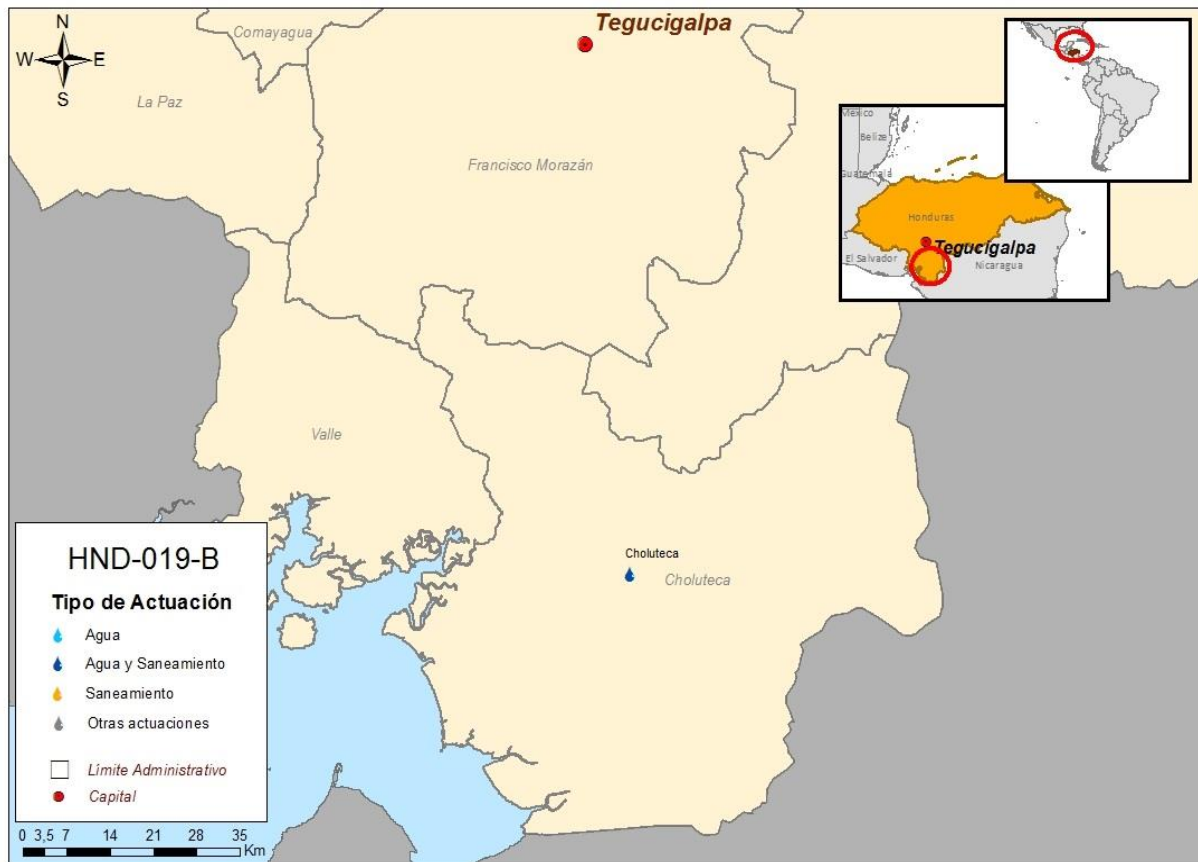 N
W E
S
Tegucigalpa
Comayagua
La Paz
Francisco Morazán
Valle
Choluteca
Choluteca
México
Belize
Guatemala
Honduras
Tegucigalpa
El Salvador
Nicaragua
HND-019-B
Tipo de Actuación
Agua
Agua y Saneamiento
Saneamiento
Otras actuaciones
Límite Administrativo
Capital
0 3,5 7 14 21 28 35
Km